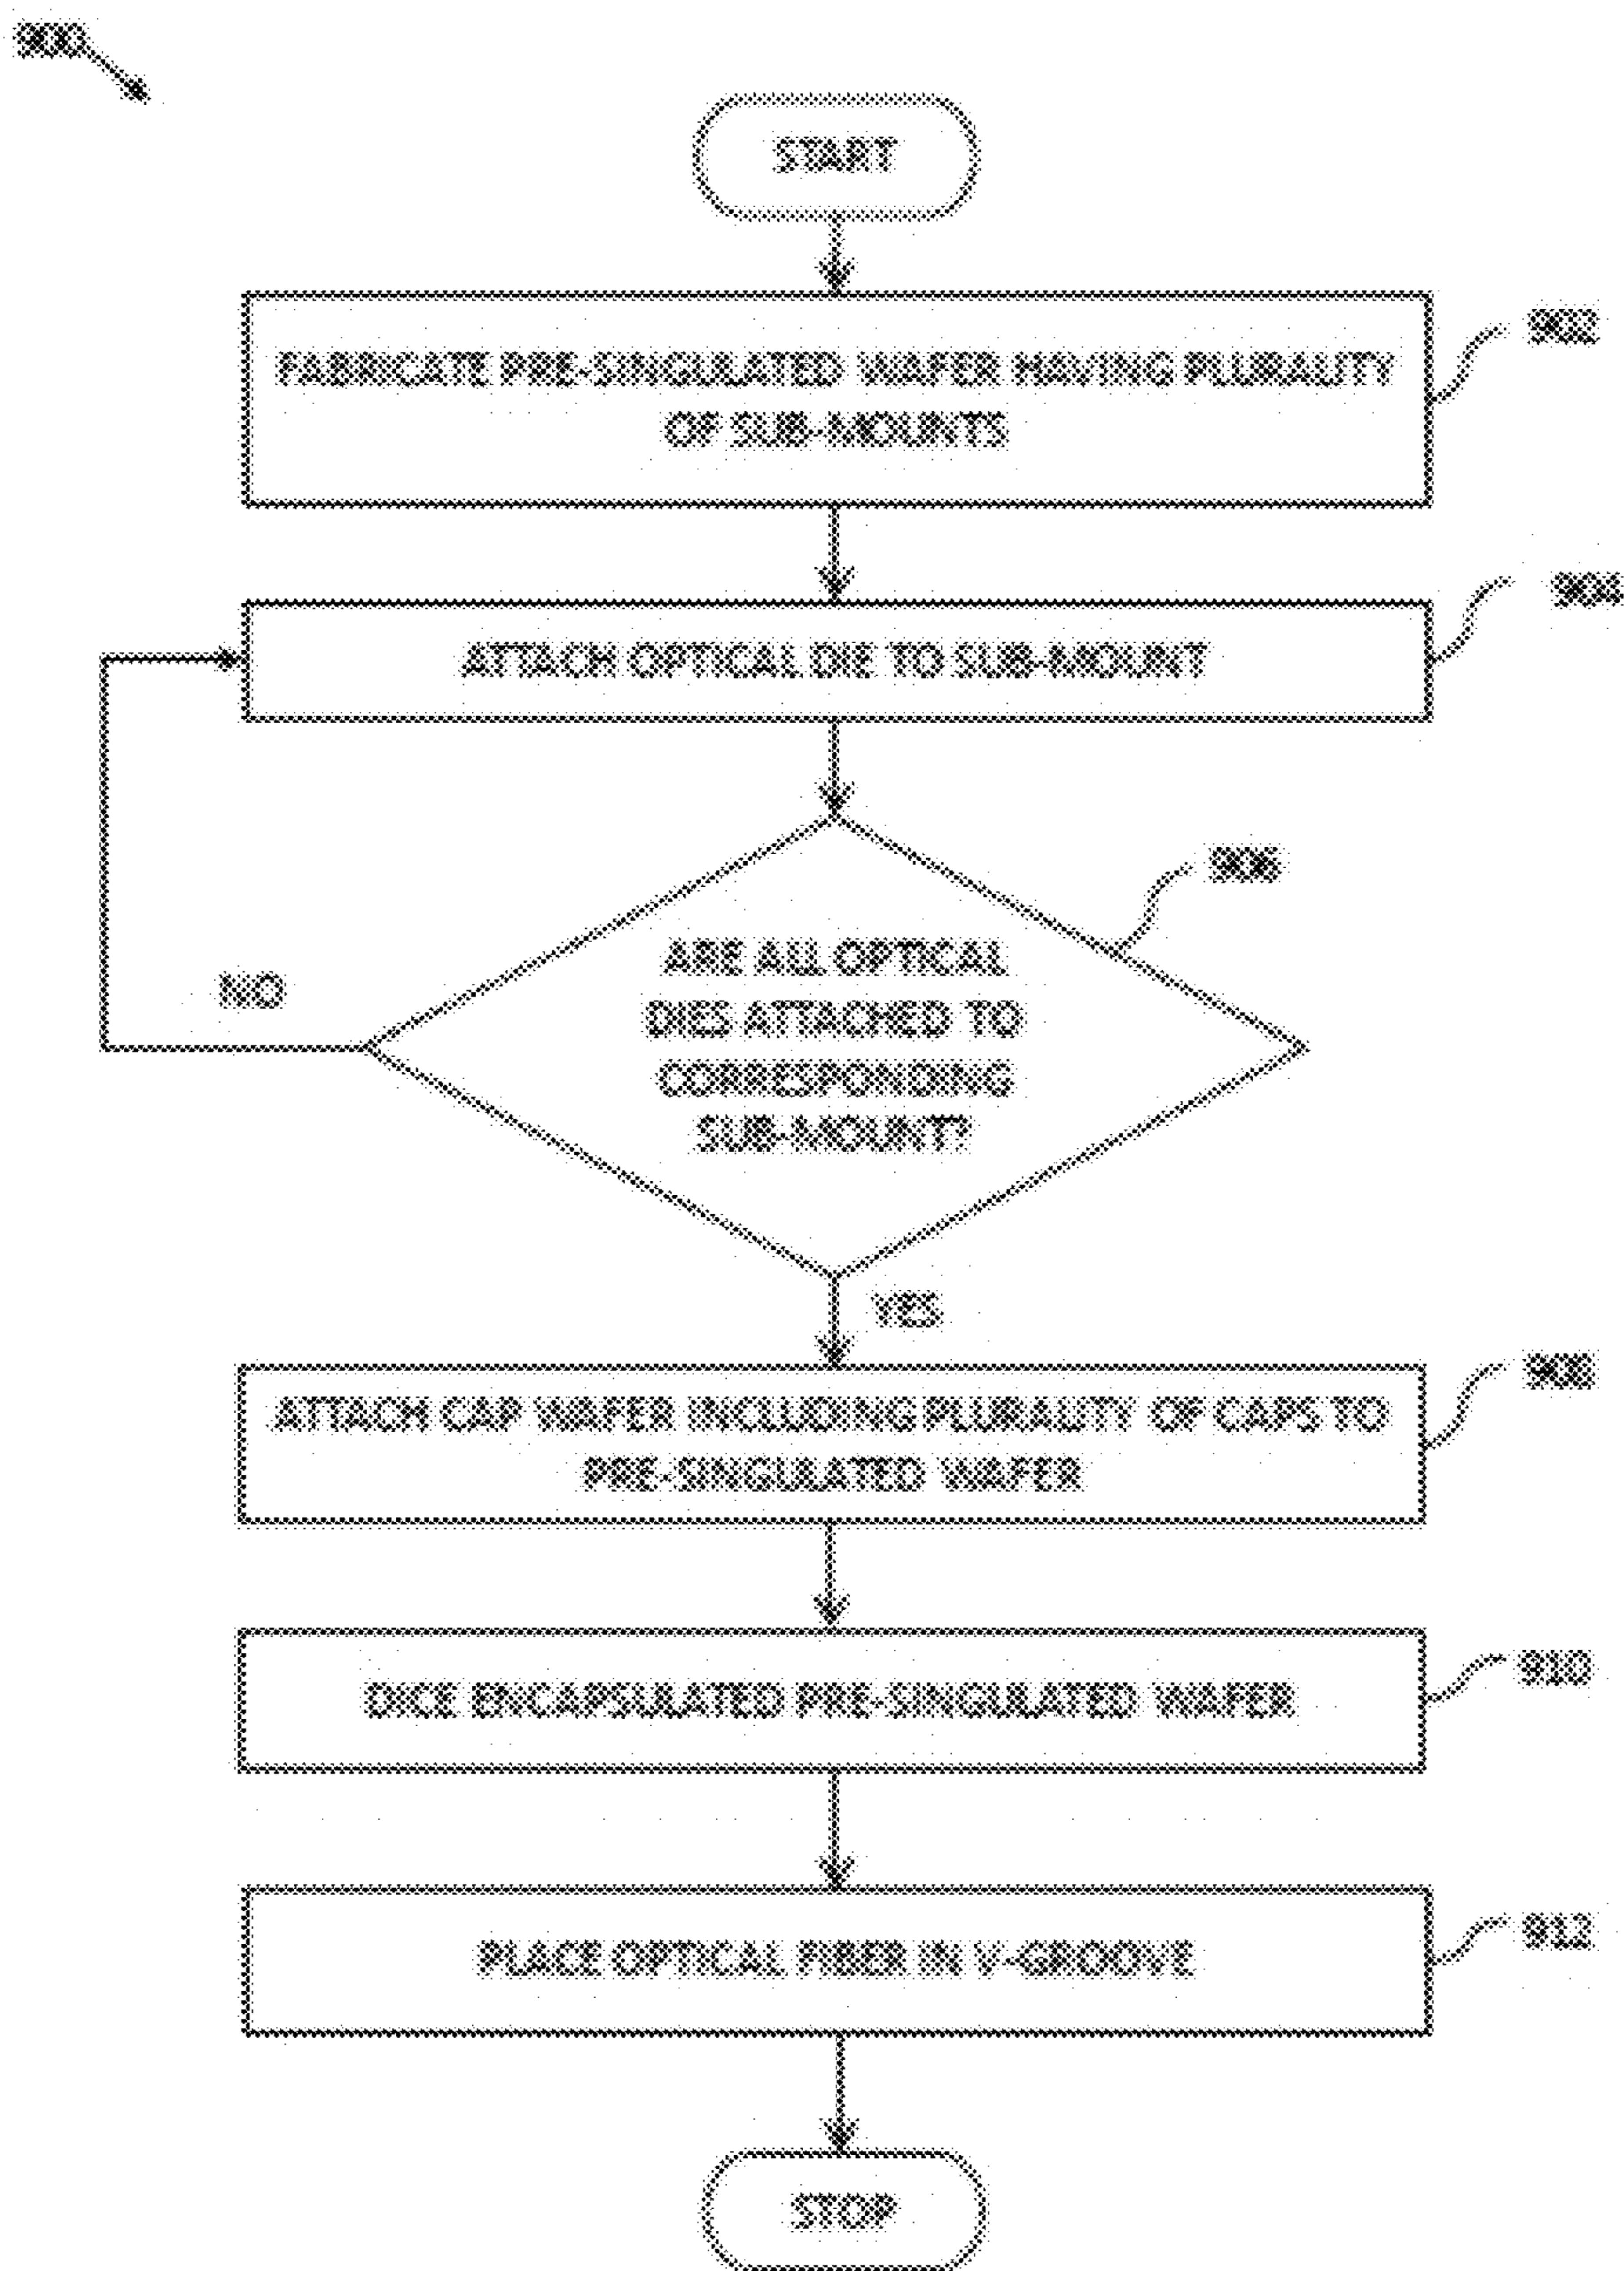 900
START
FABRICATE PRE-SINGULATED WAFER HAVING PLURALITY
OF SUB-MOUNTS
902
ATTACH OPTICAL DIE TO SUB-MOUNT
904
ARE ALL OPTICAL
DIES ATTACHED TO
CORRESPONDING
SUB-MOUNT?
906
NO
YES
ATTACH CAP WAFER INCLUDING PLURALITY OF CAPS TO
PRE-SINGULATED WAFER
908
DICE ENCAPSULATED PRE-SINGULATED WAFER
910
PLACE OPTICAL FIBER IN V-GROOVE
912
STOP